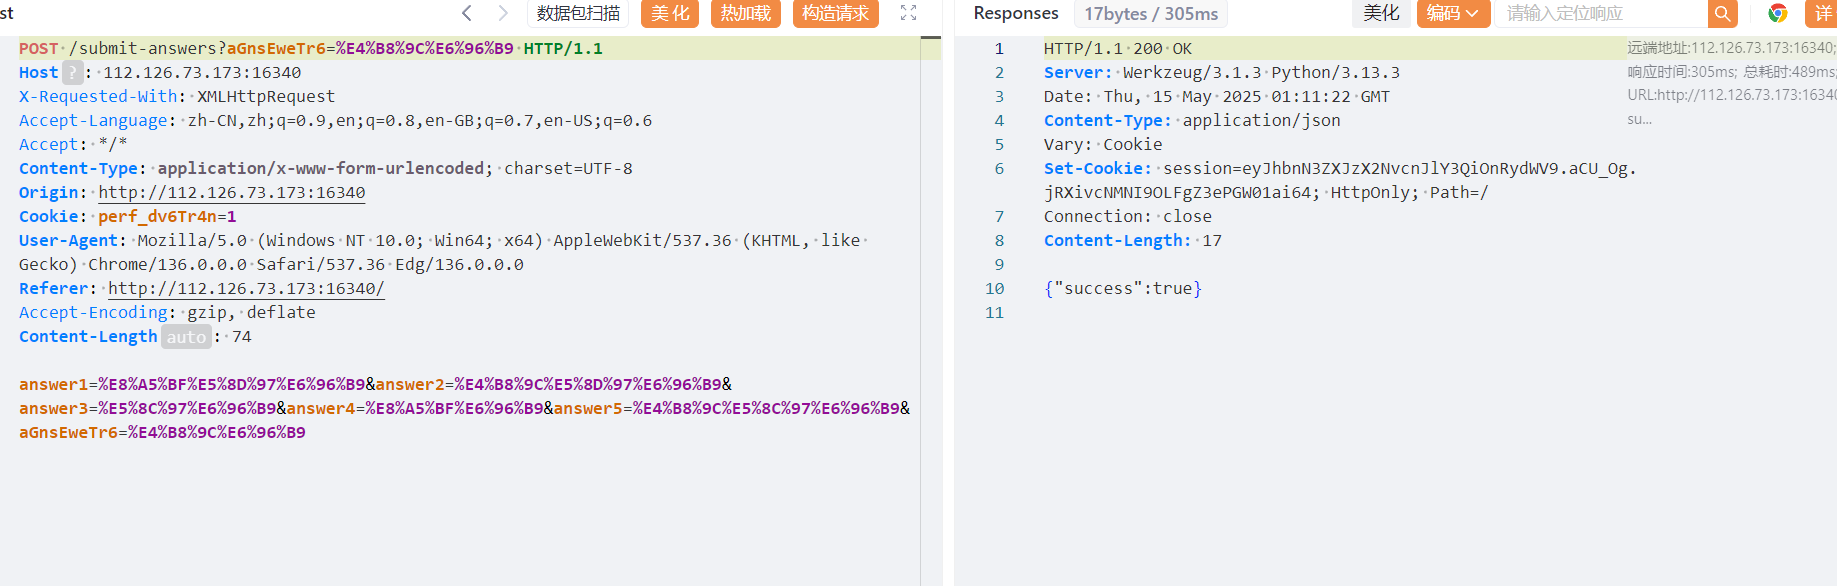 st 数据包扫描 美化 热加载 构造请求
POST /submit-answers?aGnsEweTr6=%E4%B8%9C%E6%96%B9 HTTP/1.1
Host ? : 112.126.73.173:16340
X-Requested-With: XMLHttpRequest
Accept-Language: zh-CN,zh;q=0.9,en;q=0.8,en-GB;q=0.7,en-US;q=0.6
Accept: */*
Content-Type: application/x-www-form-urlencoded; charset=UTF-8
Origin: http://112.126.73.173:16340
Cookie: perf_dv6Tr4n=1
User-Agent: Mozilla/5.0 (Windows NT 10.0; Win64; x64) AppleWebKit/537.36 (KHTML, like
Gecko) Chrome/136.0.0.0 Safari/537.36 Edg/136.0.0.0
Referer: http://112.126.73.173:16340/
Accept-Encoding: gzip, deflate
Content-Length auto : 74
answer1=%E8%A5%BF%E5%8D%97%E6%96%B9&answer2=%E4%B8%9C%E5%8D%97%E6%96%B9&
answer3=%E5%8C%97%E6%96%B9&answer4=%E8%A5%BF%E6%96%B9&answer5=%E4%B8%9C%E5%8C%97%E6%96%B9&
aGnsEweTr6=%E4%B8%9C%E6%96%B9
Responses 17bytes / 305ms 美化 编码 请输入定位响应 详
1 HTTP/1.1 200 OK
2 Server: Werkzeug/3.1.3 Python/3.13.3
3 Date: Thu, 15 May 2025 01:11:22 GMT
4 Content-Type: application/json
5 Vary: Cookie
6 Set-Cookie: session=eyJhbnN3ZXJzX2NvcnJlY3QiOnRydWV9.aCU_Og.
jRXivcNMNI9OLFgZ3ePGW01ai64; HttpOnly; Path=/
7 Connection: close
8 Content-Length: 17
9
10 {"success":true}
11
远端地址:112.126.73.173:16340;
响应时间:305ms; 总耗时:489ms;
URL:http://112.126.73.173:16340
su...